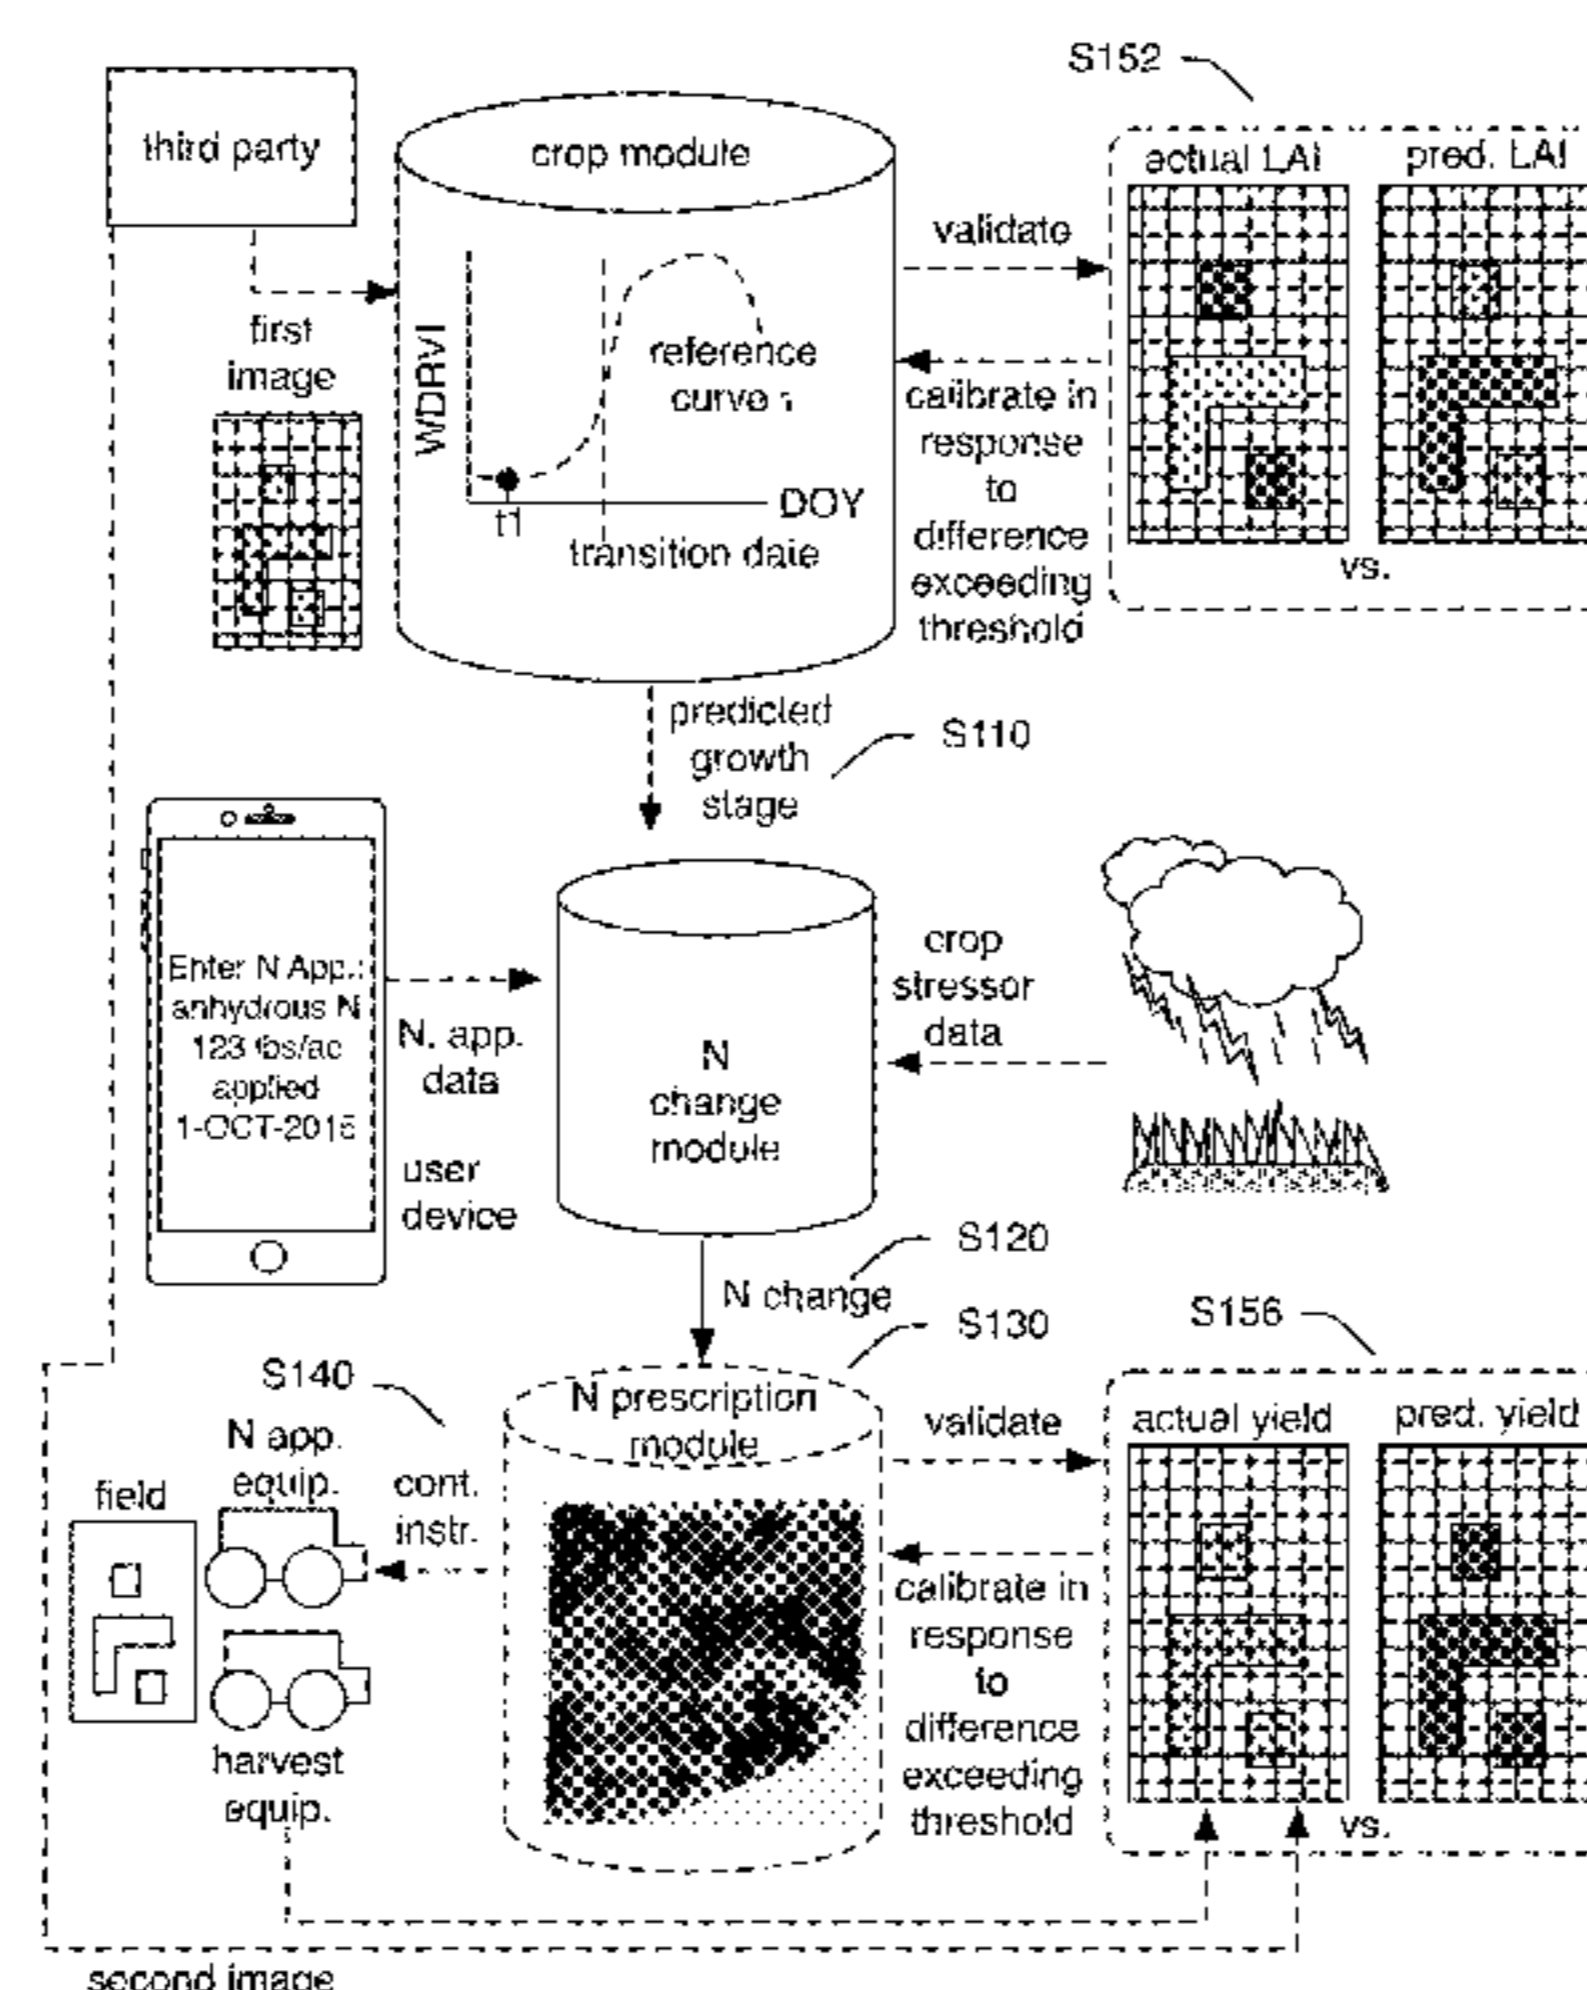 S152
third party
crop module
actual LAI
pred. LAI
validate
first
image
WDRVI
reference
curve 1
calibrate in
response
to
difference
exceeding
threshold
t1
DOY
transition date
vs.
predicted
growth
stage
S110
Enter N App.:
anhydrous N
123 lbs/ac
applied
N. app.
data
user
device
N
change
module
crop
stressor
data
S120
N change
S130
S156
S140
N prescription
module
N app.
equip.
field
cont.
instr.
validate
actual yield
pred. yield
calibrate in
response
to
difference
exceeding
threshold
harvest
equip.
vs.
second image